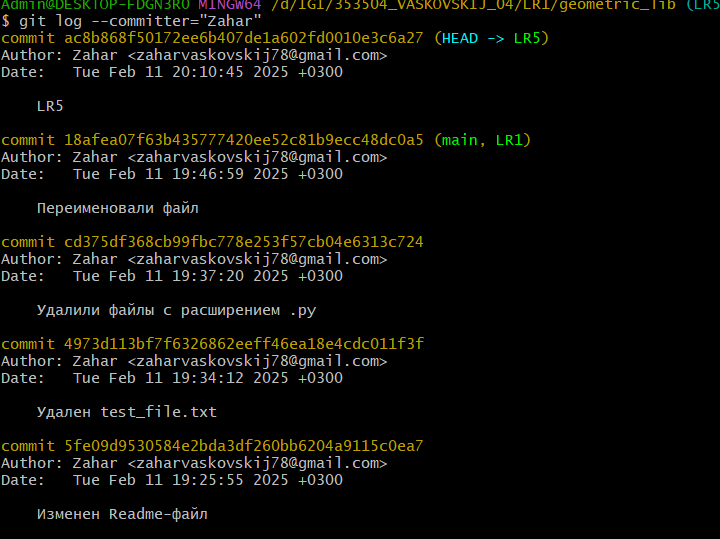 Admin@DESKTOP-FDGN3R0 MINGW64 /d/IGI/353504_VASKOVSKIJ_04/LR1/geometric_lib (LR5
$ git log --committer="Zahar"
commit ac8b868f50172ee6b407de1a602fd0010e3c6a27 (HEAD -> LR5)
Author: Zahar <zaharvaskovskij78@gmail.com>
Date:   Tue Feb 11 20:10:45 2025 +0300
LR5
commit 18afea07f63b435777420ee52c81b9ecc48dc0a5 (main, LR1)
Author: Zahar <zaharvaskovskij78@gmail.com>
Date:   Tue Feb 11 19:46:59 2025 +0300
Переименовали файл
commit cd375df368cb99fbc778e253f57cb04e6313c724
Author: Zahar <zaharvaskovskij78@gmail.com>
Date:   Tue Feb 11 19:37:20 2025 +0300
Удалили файлы с расширением .py
commit 4973d113bf7f6326862eeff46ea18e4cdc011f3f
Author: Zahar <zaharvaskovskij78@gmail.com>
Date:   Tue Feb 11 19:34:12 2025 +0300
Удален test_file.txt
commit 5fe09d9530584e2bda3df260bb6204a9115c0ea7
Author: Zahar <zaharvaskovskij78@gmail.com>
Date:   Tue Feb 11 19:25:55 2025 +0300
Изменен Readme-файл